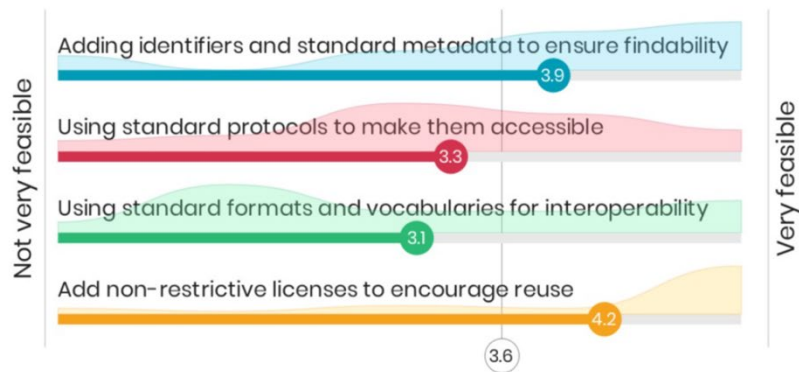 Not very feasible
Adding identifiers and standard metadata to ensure findability
3.9
Using standard protocols to make them accessible
3.3
Using standard formats and vocabularies for interoperability
3.1
Add non-restrictive licenses to encourage reuse
4.2
3.6
Very feasible